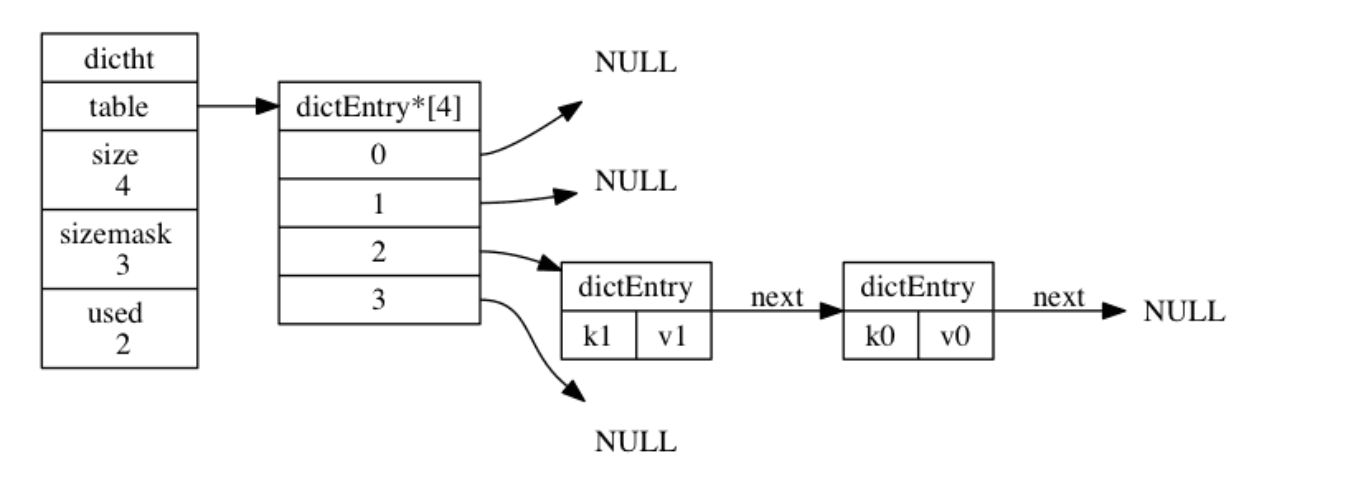 dictht
table
size
4
sizemask
3
used
2
dictEntry*[4]
0
1
2
3
NULL
NULL
dictEntry
k1 v1
next
dictEntry
k0 v0
next
NULL
NULL